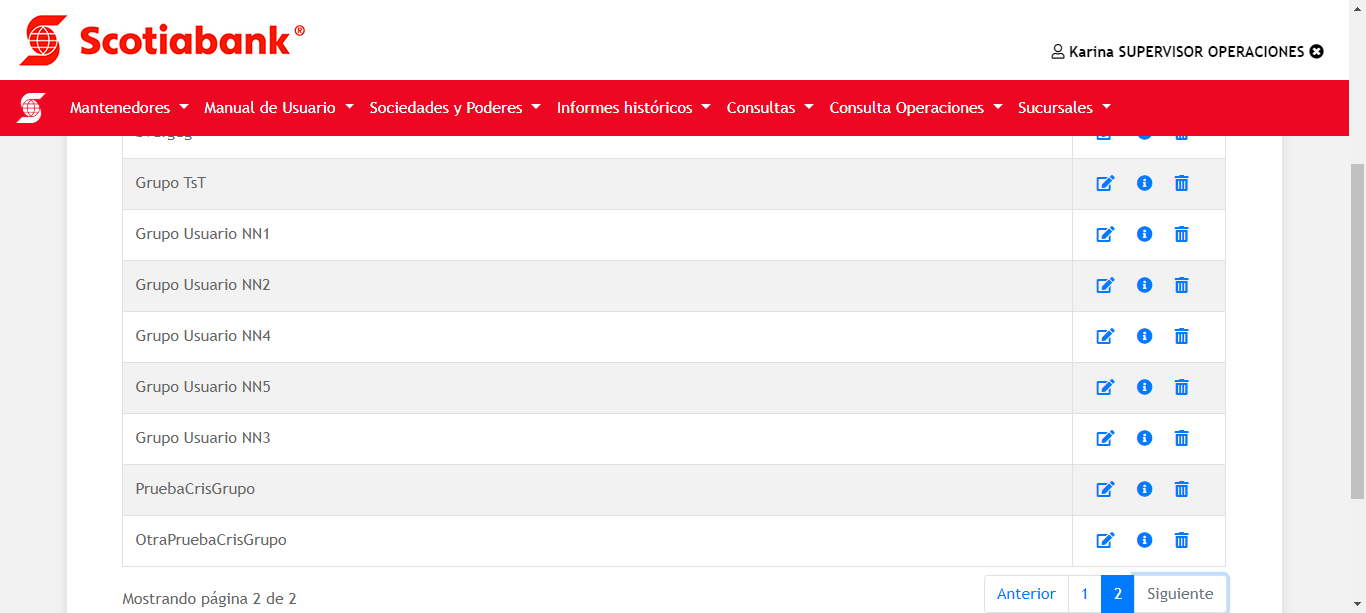 Scotiabank®
Karina SUPERVISOR OPERACIONES
Mantenedores Manual de Usuario Sociedades y Poderes Informes históricos Consultas Consulta Operaciones Sucursales
Grupo TsT
Grupo Usuario NN1
Grupo Usuario NN2
Grupo Usuario NN4
Grupo Usuario NN5
Grupo Usuario NN3
PruebaCrisGrupo
OtraPruebaCrisGrupo
Mostrando página 2 de 2
Anterior 1 2 Siguiente